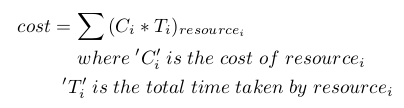 cost = ∑ (C_i * T_i)_{resource_i}
where 'C_i' is the cost of resource_i
'T_i' is the total time taken by resource_i